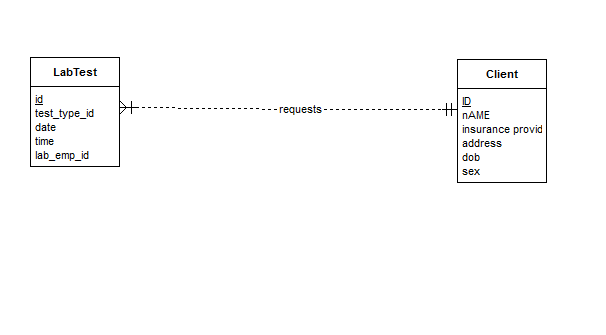 LabTest
id
test_type_id
date
time
lab_emp_id
requests
Client
ID
nAME
insurance provid
address
dob
sex